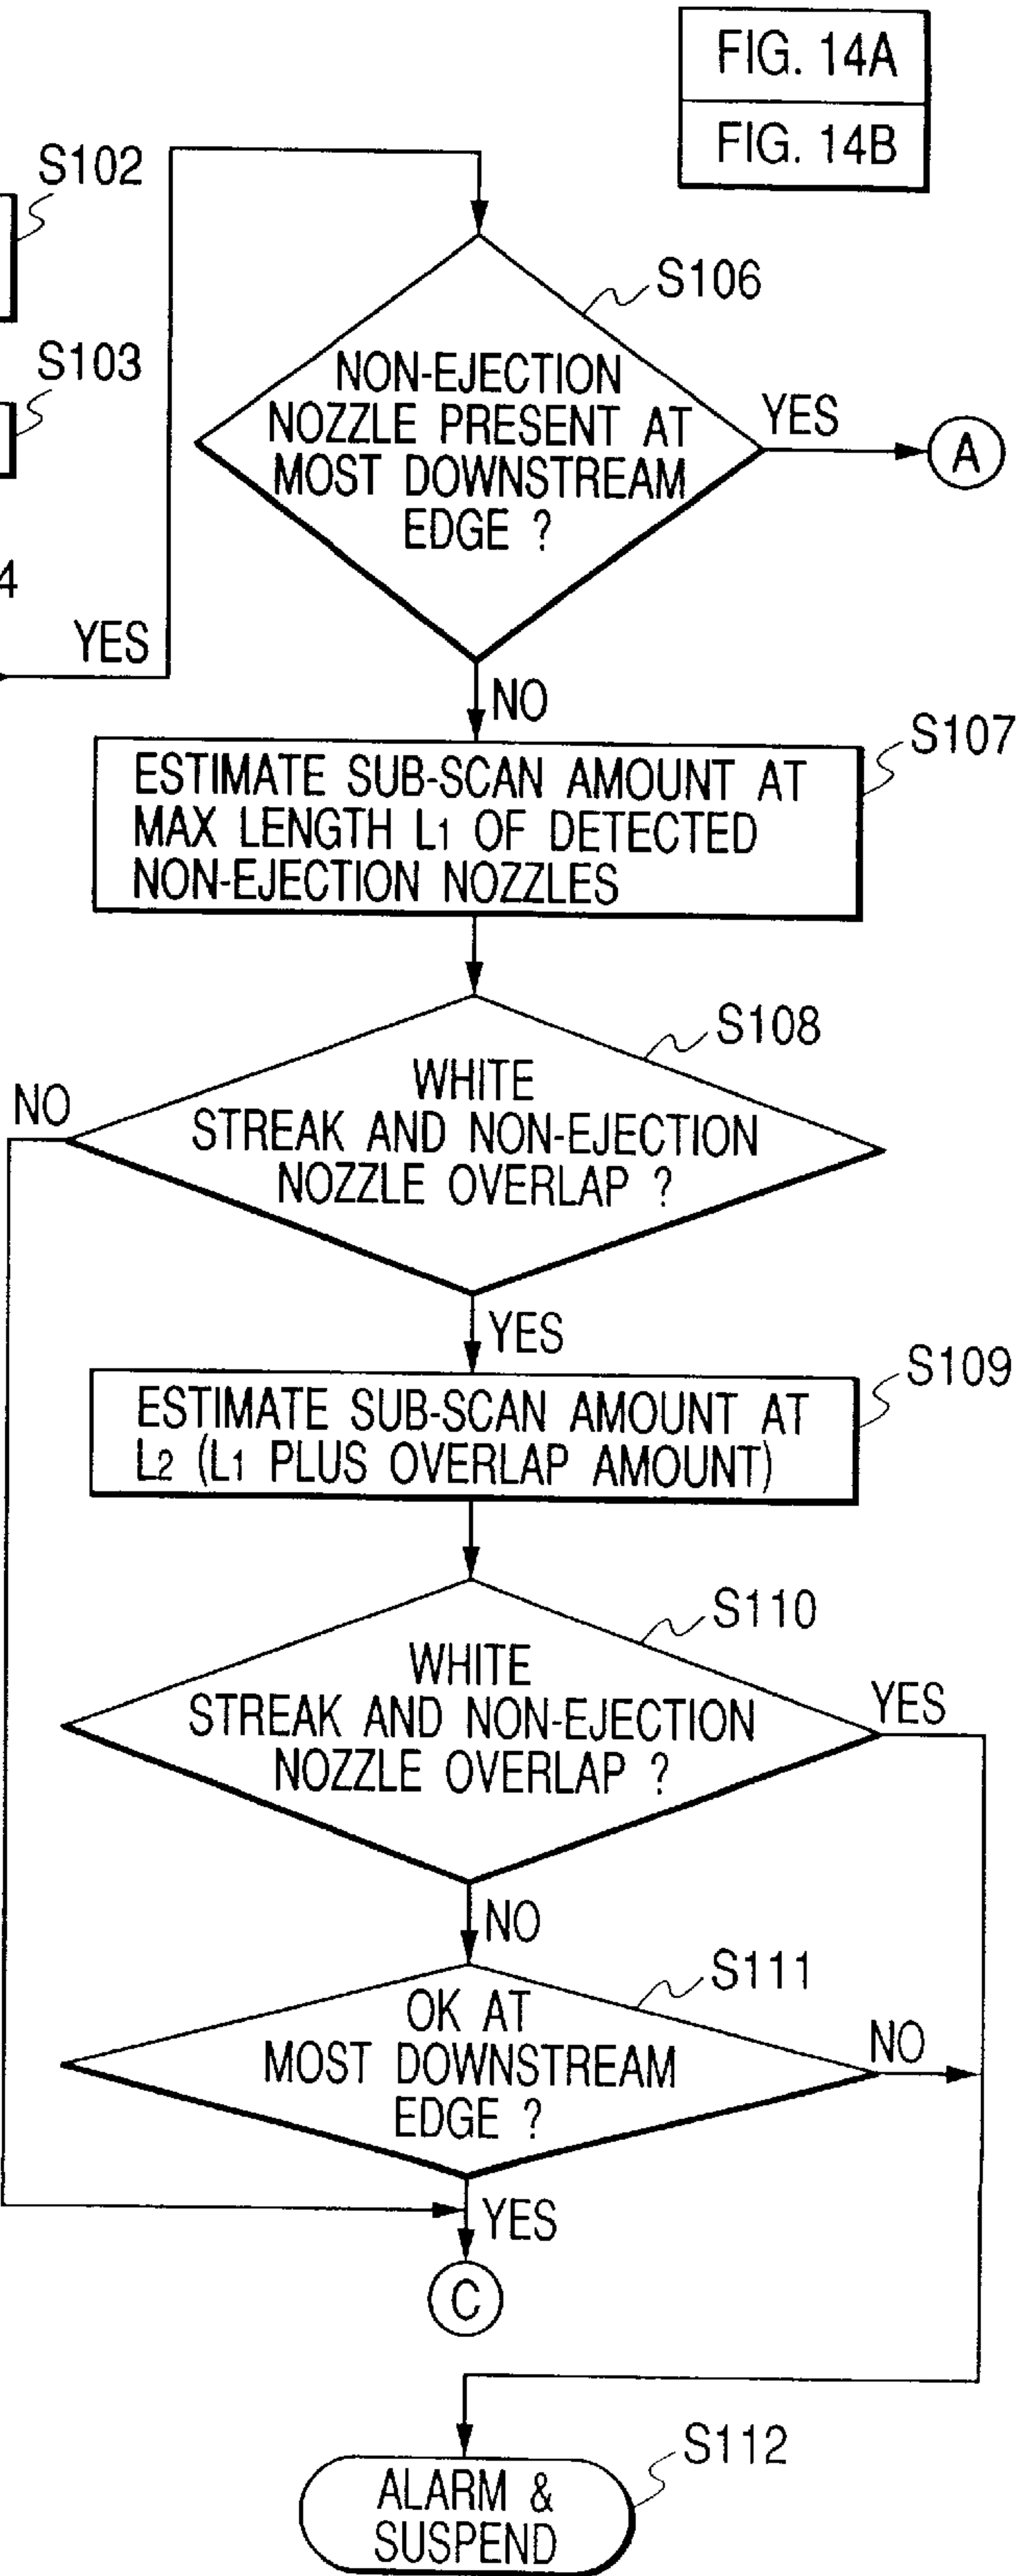 FIG. 14A
FIG. 14B
S102
S103
4
YES
S106
NON-EJECTION
NOZZLE PRESENT AT
MOST DOWNSTREAM
EDGE ?
YES
A
NO
S107
ESTIMATE SUB-SCAN AMOUNT AT
MAX LENGTH L1 OF DETECTED
NON-EJECTION NOZZLES
S108
WHITE
STREAK AND NON-EJECTION
NOZZLE OVERLAP ?
NO
YES
S109
ESTIMATE SUB-SCAN AMOUNT AT
L2 (L1 PLUS OVERLAP AMOUNT)
S110
WHITE
STREAK AND NON-EJECTION
NOZZLE OVERLAP ?
YES
NO
S111
OK AT
MOST DOWNSTREAM
EDGE ?
NO
YES
C
S112
ALARM &
SUSPEND